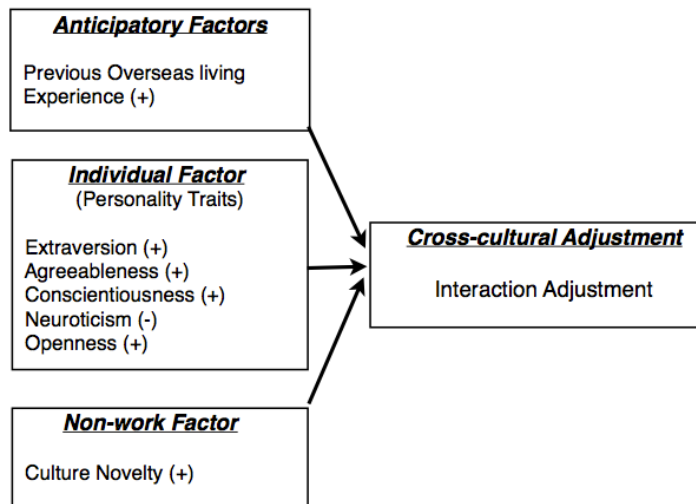 Anticipatory Factors
Previous Overseas living
Experience (+)
Individual Factor
(Personality Traits)
Extraversion (+)
Agreeableness (+)
Conscientiousness (+)
Neuroticism (-)
Openness (+)
Non-work Factor
Culture Novelty (+)
Cross-cultural Adjustment
Interaction Adjustment